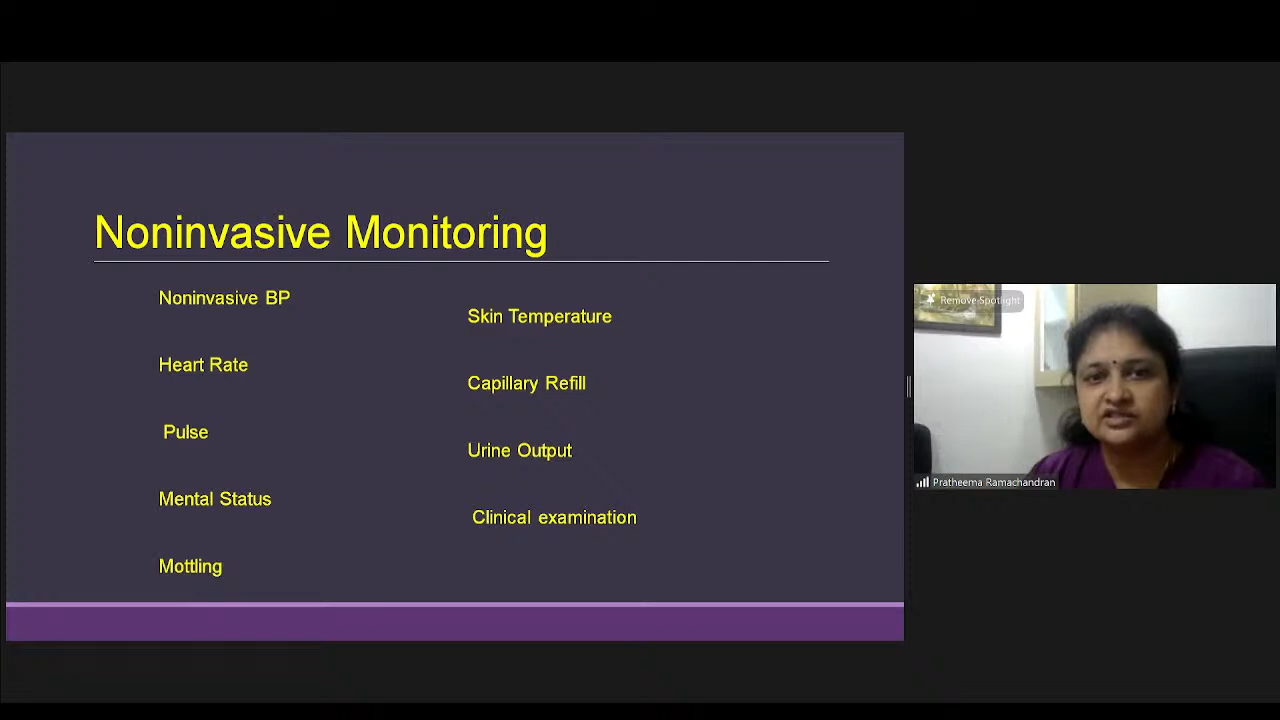 Noninvasive Monitoring
Noninvasive BP
Heart Rate
Pulse
Mental Status
Mottling
Skin Temperature
Capillary Refill
Urine Output
Clinical examination
Remove Spotlight
Pratheema Ramachandran